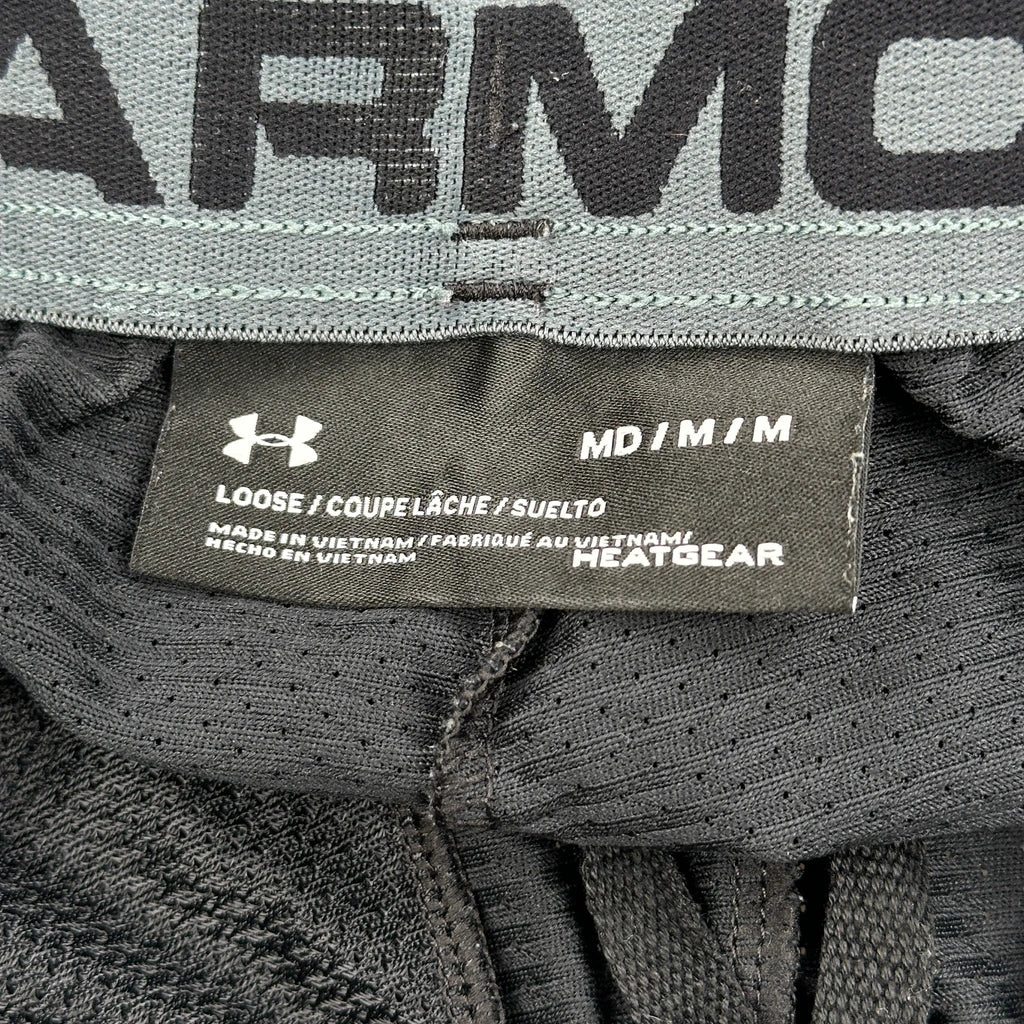 ARMO
MD / M / M
LOOSE / COUPE LÂCHE / SUELTO
MADE IN VIETNAM / FABRIQUÉ AU VIETNAM/
HECHO EN VIETNAM
HEATGEAR